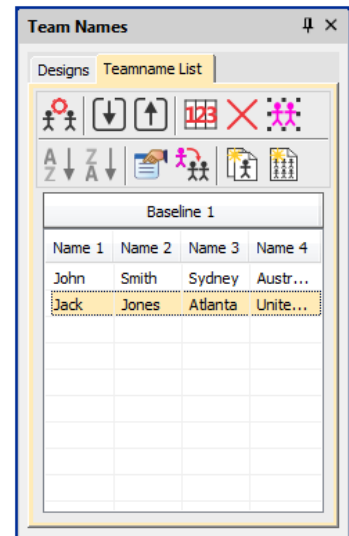 Team Names
Designs Teamname List
123
A Z Z A
Baseline 1
Name 1 Name 2 Name 3 Name 4
John Smith Sydney Austr...
Jack Jones Atlanta Unite...